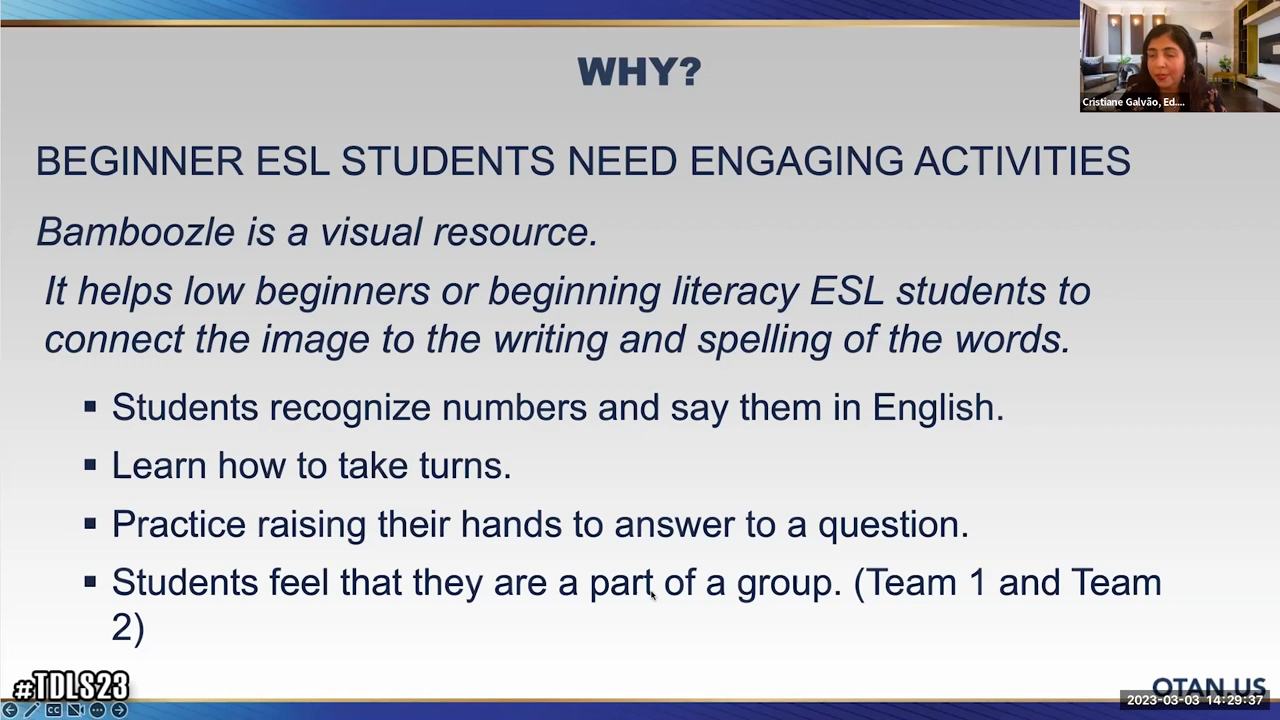 WHY?
Cristiane Galvão, Ed....
BEGINNER ESL STUDENTS NEED ENGAGING ACTIVITIES
Bamboozle is a visual resource.
It helps low beginners or beginning literacy ESL students to
connect the image to the writing and spelling of the words.
▪ Students recognize numbers and say them in English.
▪ Learn how to take turns.
▪ Practice raising their hands to answer to a question.
▪ Students feel that they are a part of a group. (Team 1 and Team
2)
#TDLS23
OTAN.US
CC
2023-03-03 14:29:37